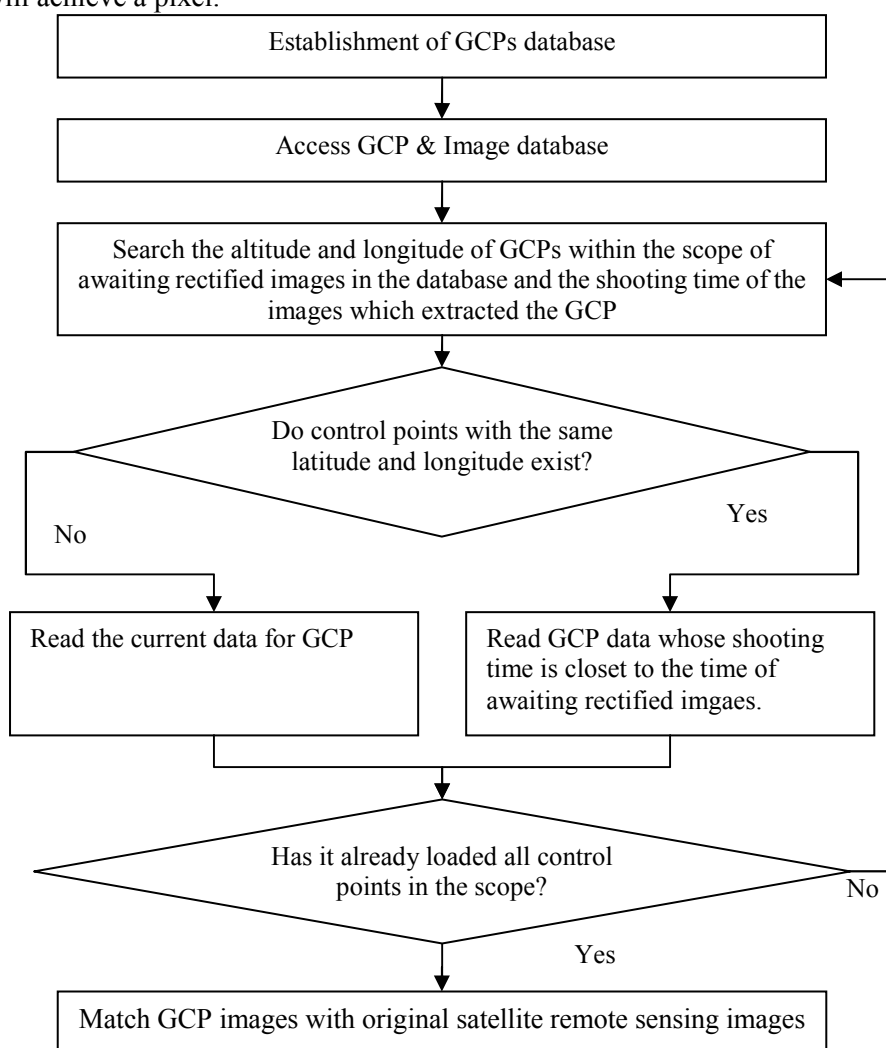 will achieve a pixel.
Establishment of GCPs database
Access GCP & Image database
Search the altitude and longitude of GCPs within the scope of
awaiting rectified images in the database and the shooting time of the
images which extracted the GCP
Do control points with the same
latitude and longitude exist?
No
Yes
Read the current data for GCP
Read GCP data whose shooting
time is closet to the time of
awaiting rectified imgaes.
Has it already loaded all control
points in the scope?
No
Yes
Match GCP images with original satellite remote sensing images